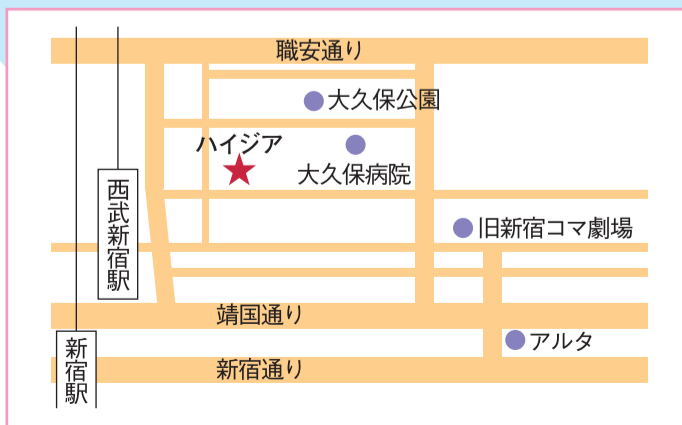 職安通り
大久保公園
ハイジア
大久保病院
西武新宿駅
旧新宿コマ劇場
靖国通り
アルタ
新宿駅
新宿通り